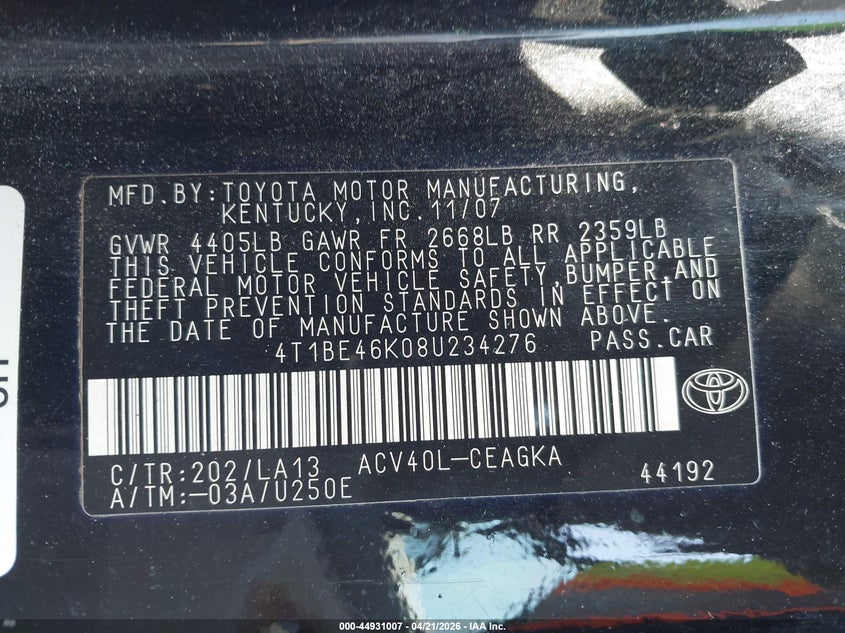 MFD.BY:TOYOTA MOTOR MANUFACTURING,
KENTUCKY,INC.11/07
GVWR 4405LB GAWR FR 2668LB RR 2359LB
THIS VEHICLE CONFORMS TO ALL APPLICABLE
FEDERAL MOTOR VEHICLE SAFETY,BUMPER,AND
THEFT PREVENTION STANDARDS IN EFFECT ON
THE DATE OF MANUFACTURE SHOWN ABOVE.
4T1BE46K08U234276 PASS.CAR
C/TR:202/LA13 ACV40L-CEAGKA
A/TM:-03A/U250E 44192
000-44931007 - 04/21/2026 - IAA Inc.